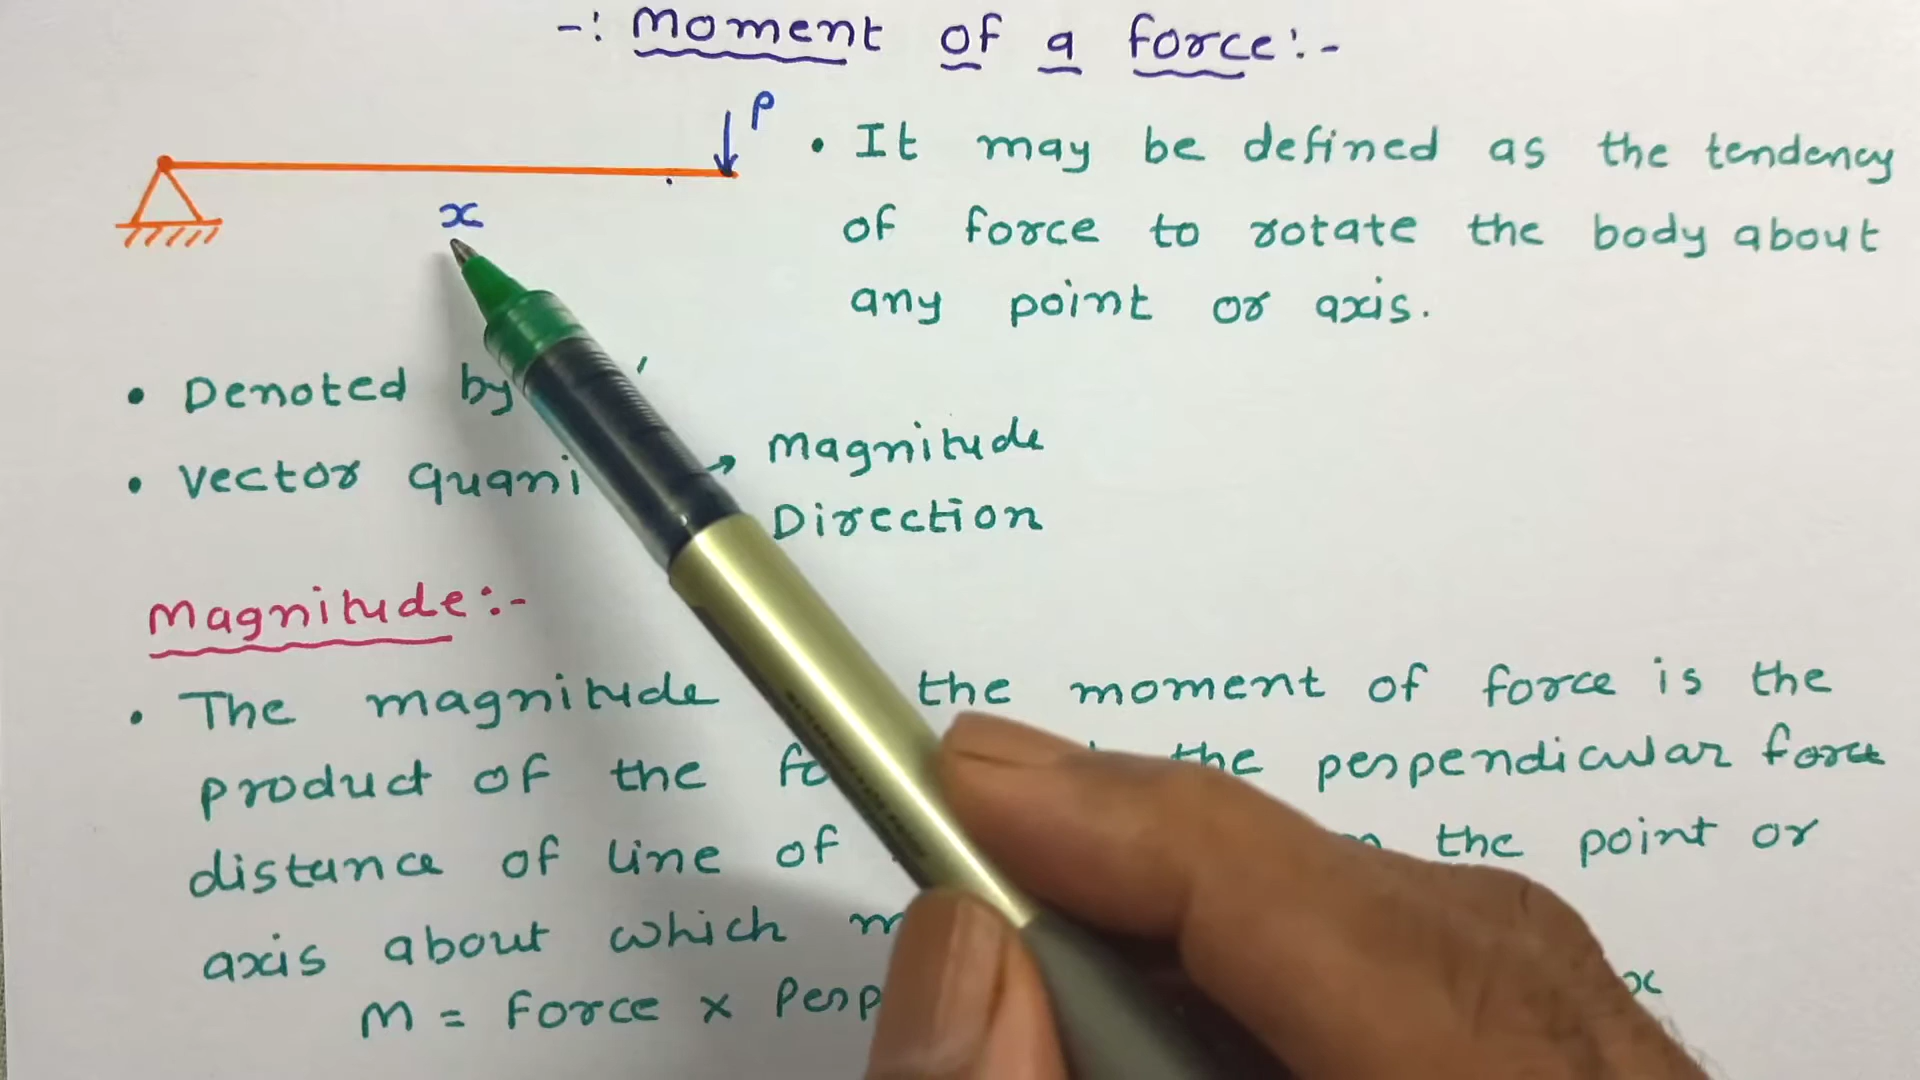 -: Moment of a force:-
P
• It may be defined as the tendency
of force to rotate the body about
any point or axis.
x
• Denoted by '
• Vector quani → Magnitude
Direction
Magnitude:-
• The magnitude the moment of force is the
product of the the perpendicular force
distance of line of the point or
axis about which
M = Force × Perp x